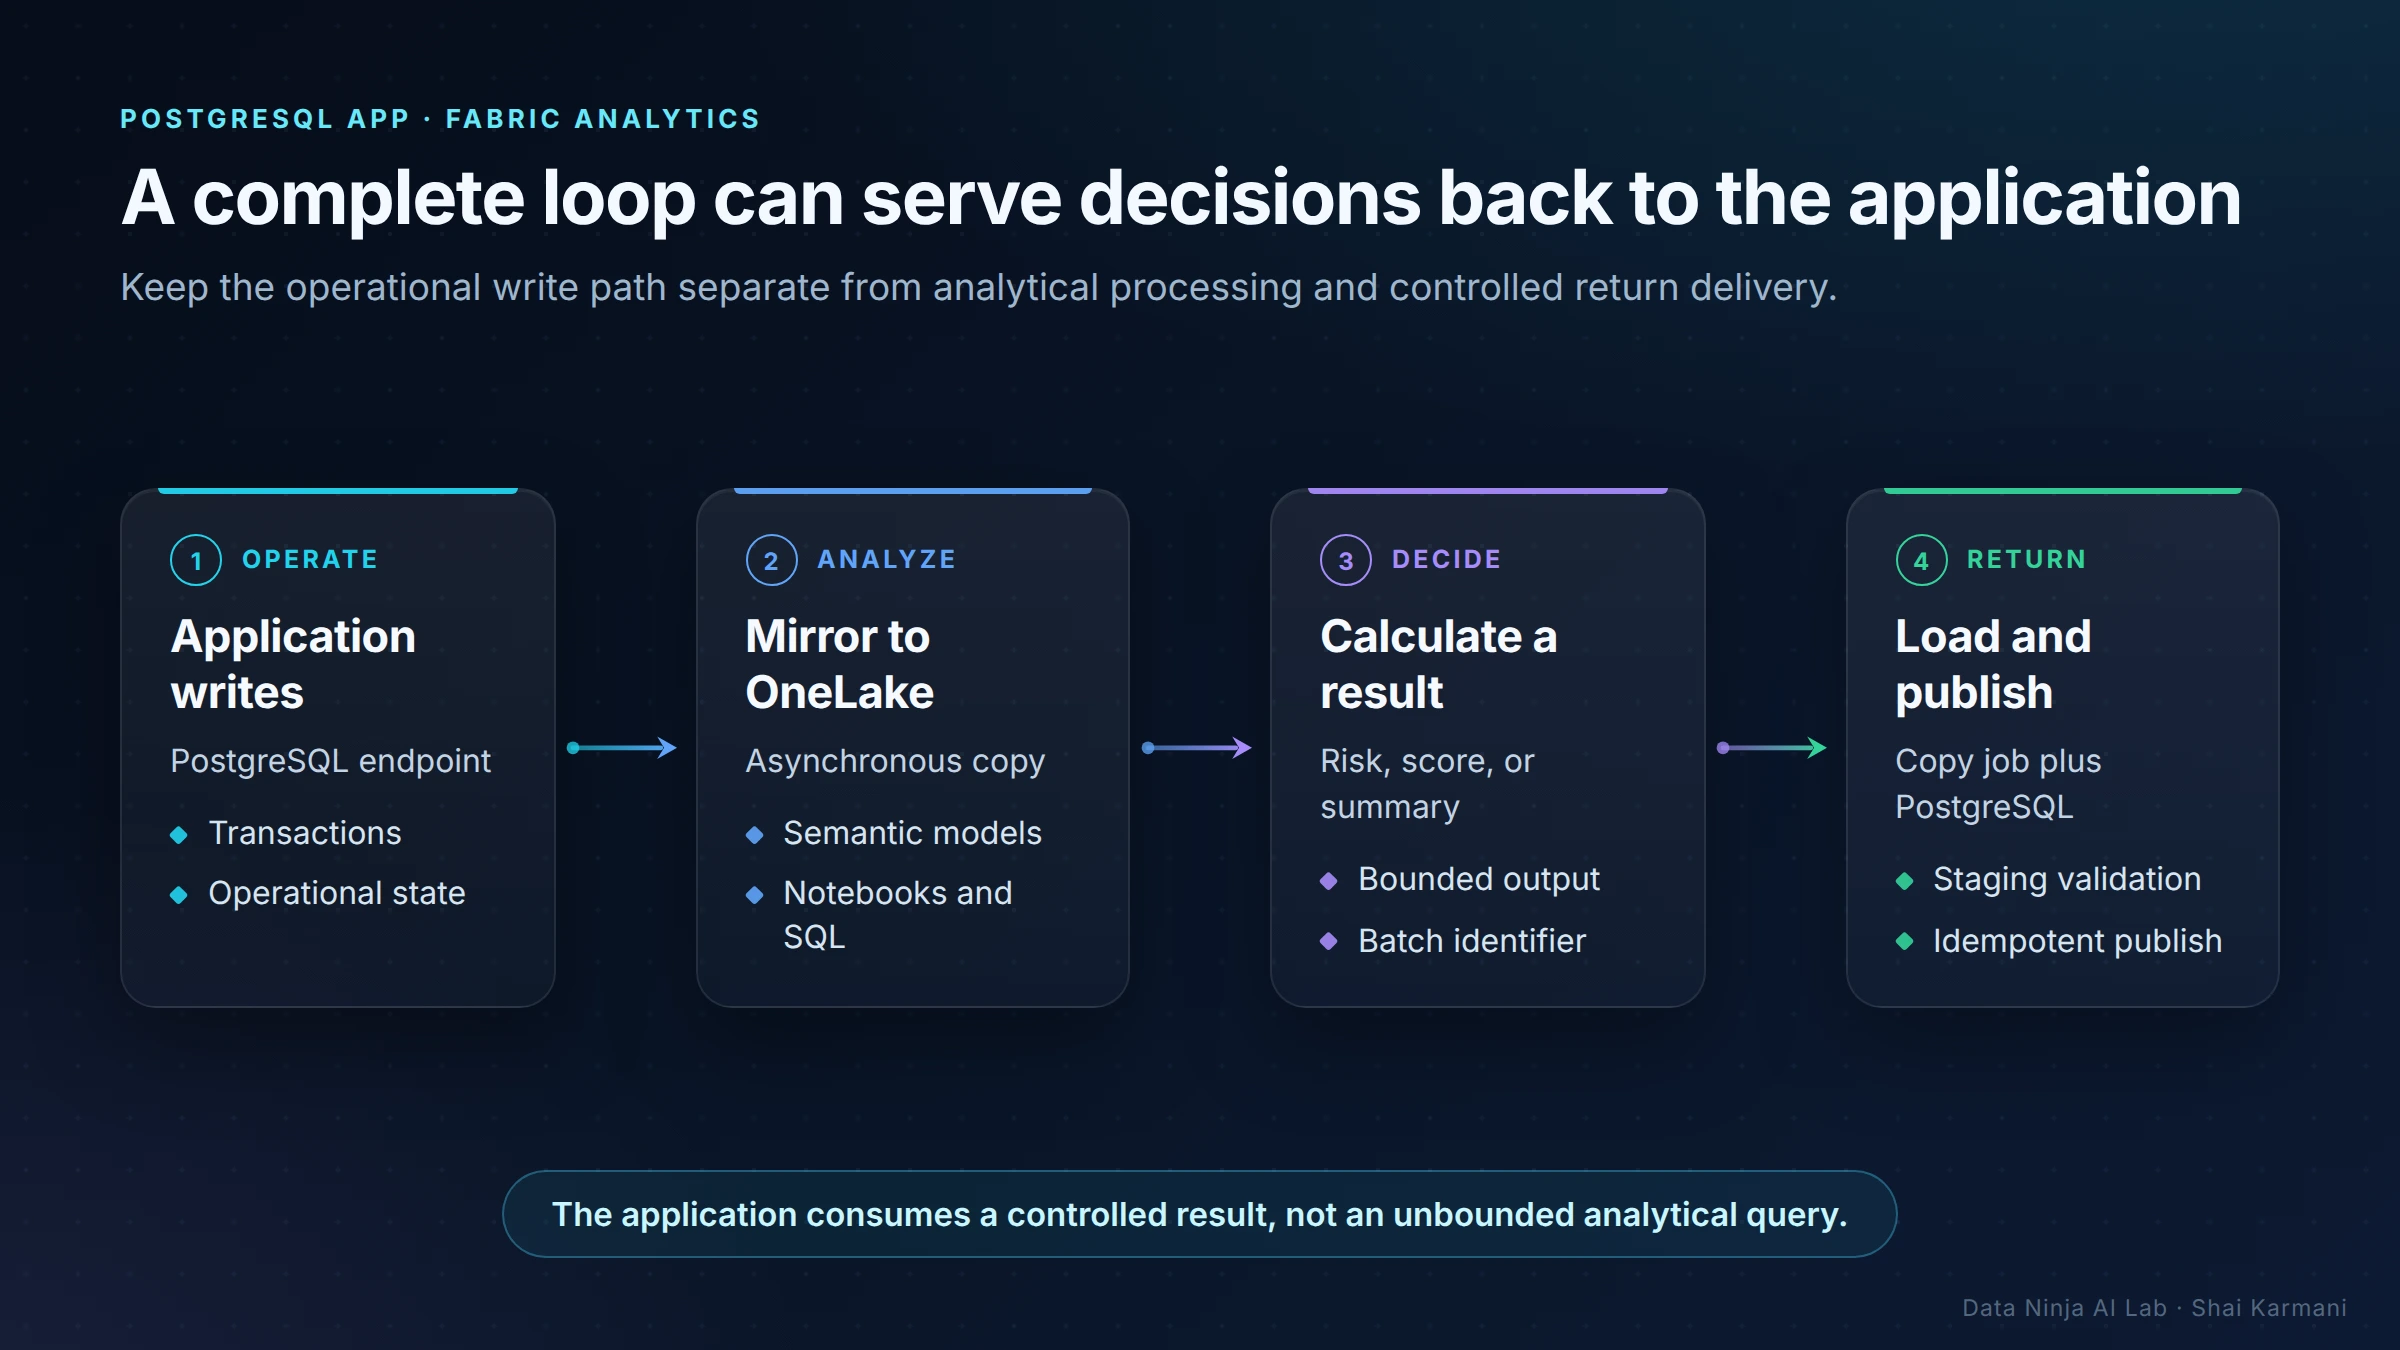 POSTGRESQL APP · FABRIC ANALYTICS
A complete loop can serve decisions back to the application
Keep the operational write path separate from analytical processing and controlled return delivery.
1 OPERATE
Application
writes
PostgreSQL endpoint
Transactions
Operational state
2 ANALYZE
Mirror to
OneLake
Asynchronous copy
Semantic models
Notebooks and
SQL
3 DECIDE
Calculate a
result
Risk, score, or
summary
Bounded output
Batch identifier
4 RETURN
Load and
publish
Copy job plus
PostgreSQL
Staging validation
Idempotent publish
The application consumes a controlled result, not an unbounded analytical query.
Data Ninja AI Lab · Shai Karmani